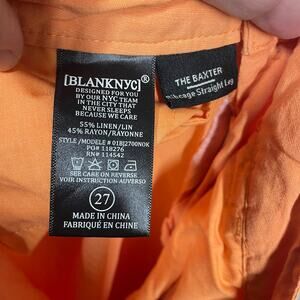 [BLANKNYC]®
DESIGNED FOR YOU
BY OUR NYC TEAM
IN THE CITY THAT
NEVER SLEEPS
BECAUSE WE CARE
55% LINEN/LIN
45% RAYON/RAYONNE
STYLE/MODELE # 01BJ2700NOK
PO# 118276
RN# 114542
SEE CARE ON REVERSE
VOIR ENTRETIEN AU VERSO
27
MADE IN CHINA
FABRIQUÉ EN CHINE
THE BAXTER
Ribcage Straight Leg